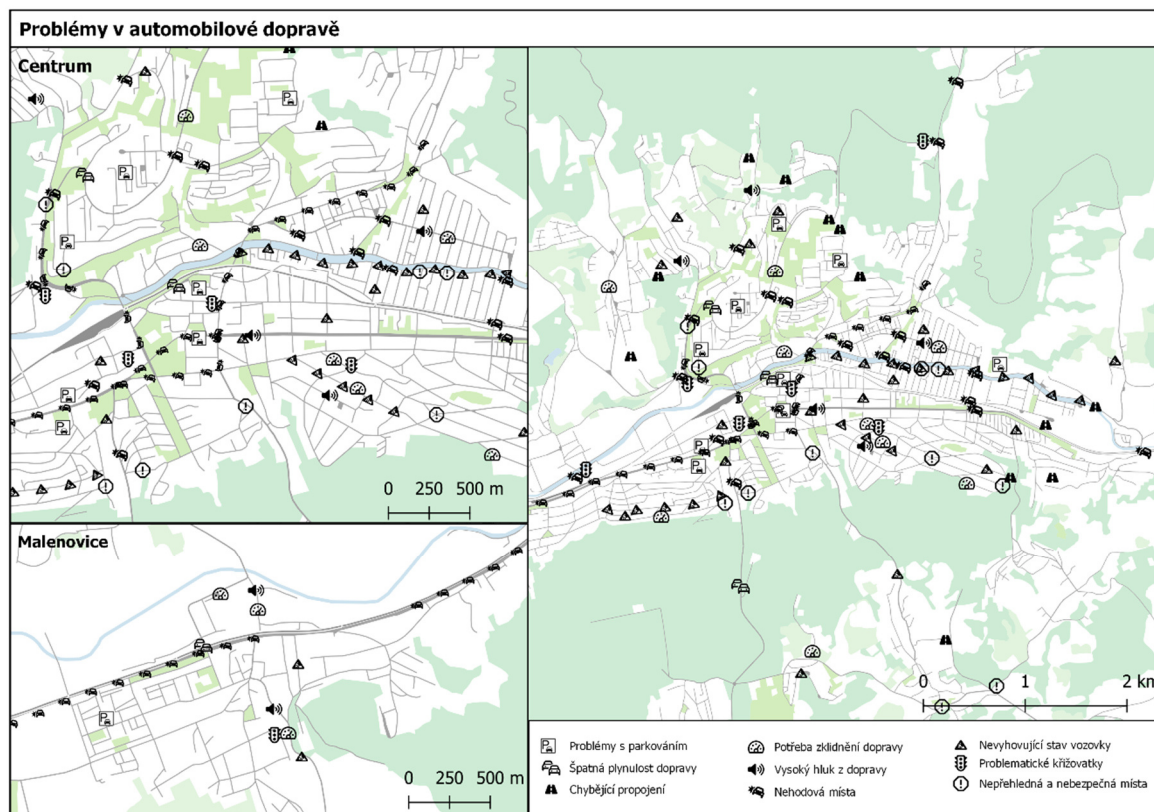 Problémy v automobilové dopravě
Centrum
0 250 500 m
Malenovice
0 250 500 m
0 1 2 km
Problémy s parkováním
Špatná plynulost dopravy
Chybějící propojení
Potřeba zklidnění dopravy
Vysoký hluk z dopravy
Nehodová místa
Nevyhovující stav vozovky
Problematické křižovatky
Nepřehledná a nebezpečná místa